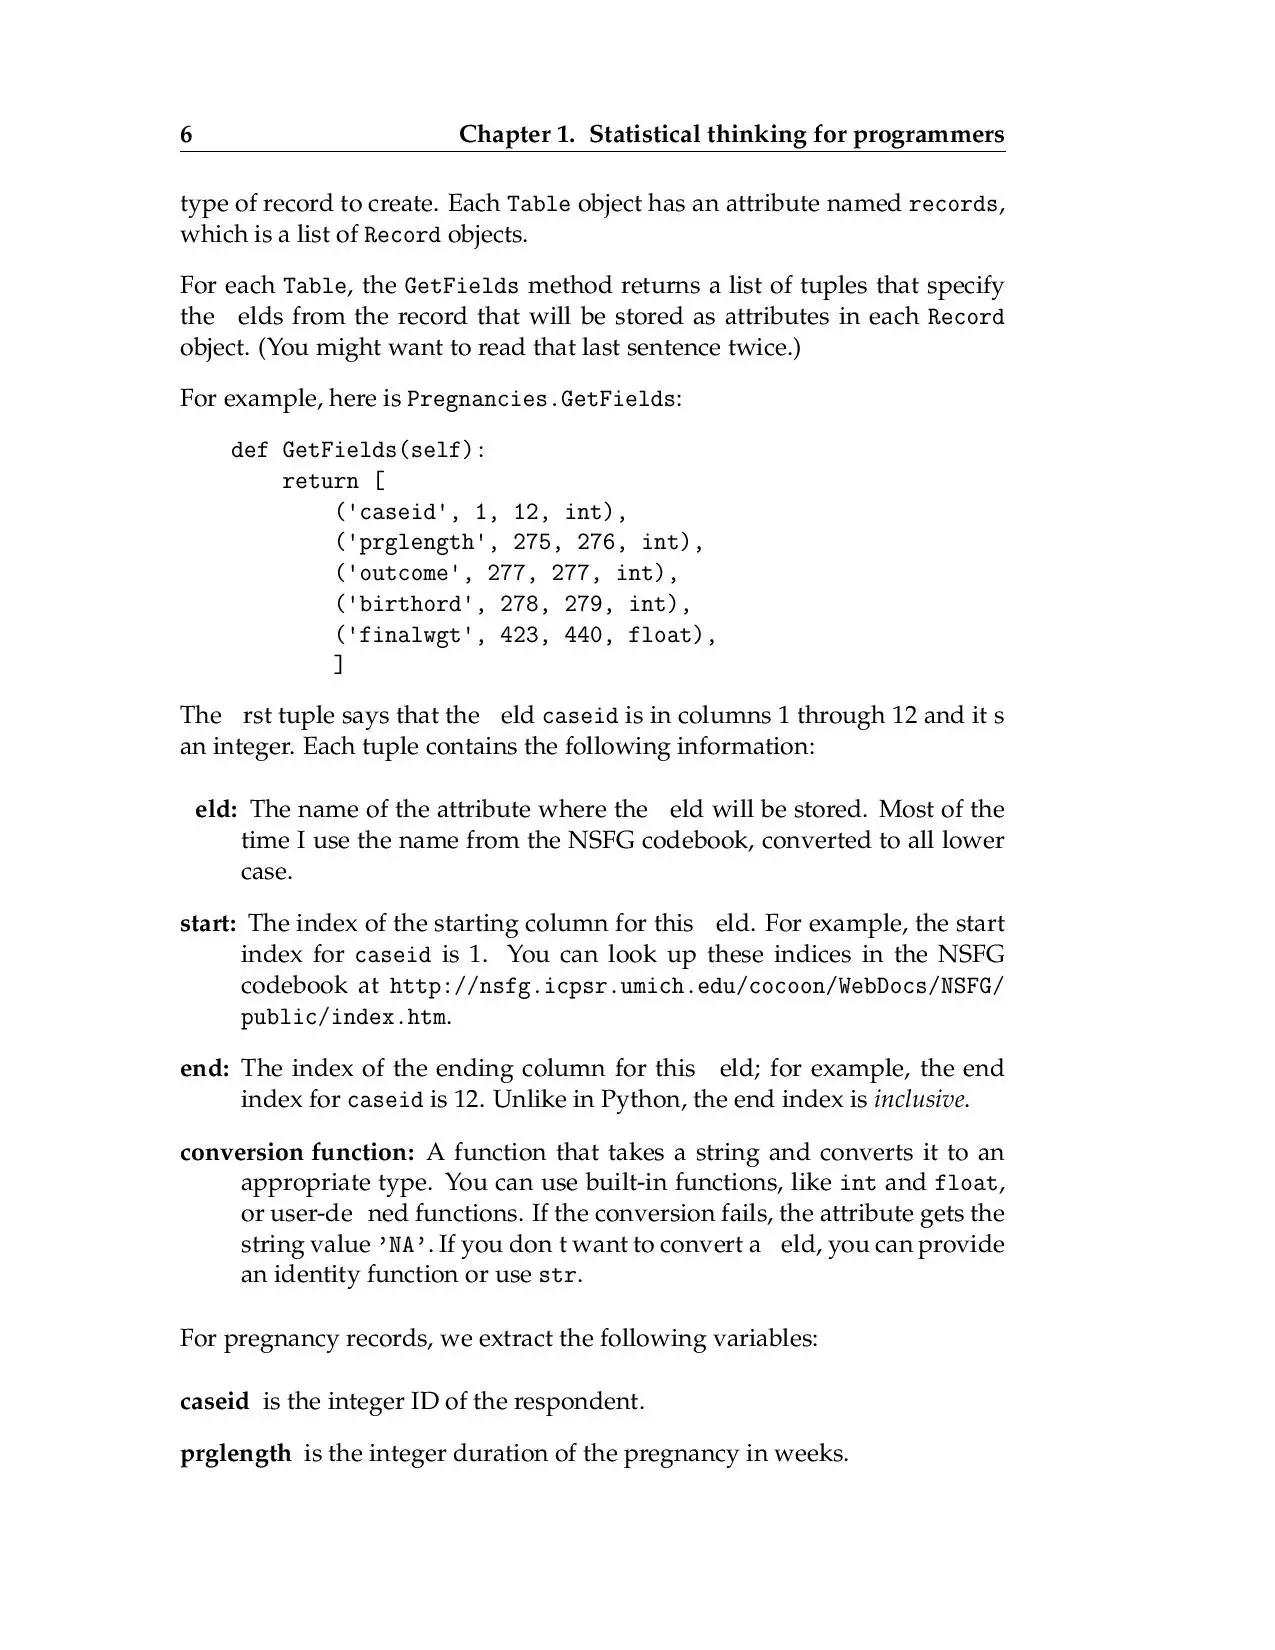 6 Chapter 1. Statistical thinking for programmers
type of record to create. Each Table object has an attribute named records,
which is a list of Record objects.
For each Table, the GetFields method returns a list of tuples that specify
the elds from the record that will be stored as attributes in each Record
object. (You might want to read that last sentence twice.)
For example, here is Pregnancies.GetFields:
def GetFields(self):
return [
('caseid', 1, 12, int),
('prglength', 275, 276, int),
('outcome', 277, 277, int),
('birthord', 278, 279, int),
('finalwgt', 423, 440, float),
]
The rst tuple says that the eld caseid is in columns 1 through 12 and it s
an integer. Each tuple contains the following information:
eld: The name of the attribute where the eld will be stored. Most of the
time I use the name from the NSFG codebook, converted to all lower
case.
start: The index of the starting column for this eld. For example, the start
index for caseid is 1. You can look up these indices in the NSFG
codebook at http://nsfg.icpsr.umich.edu/cocoon/WebDocs/NSFG/
public/index.htm.
end: The index of the ending column for this eld; for example, the end
index for caseid is 12. Unlike in Python, the end index is inclusive.
conversion function: A function that takes a string and converts it to an
appropriate type. You can use built-in functions, like int and float,
or user-de ned functions. If the conversion fails, the attribute gets the
string value ’NA’. If you don t want to convert a eld, you can provide
an identity function or use str.
For pregnancy records, we extract the following variables:
caseid is the integer ID of the respondent.
prglength is the integer duration of the pregnancy in weeks.